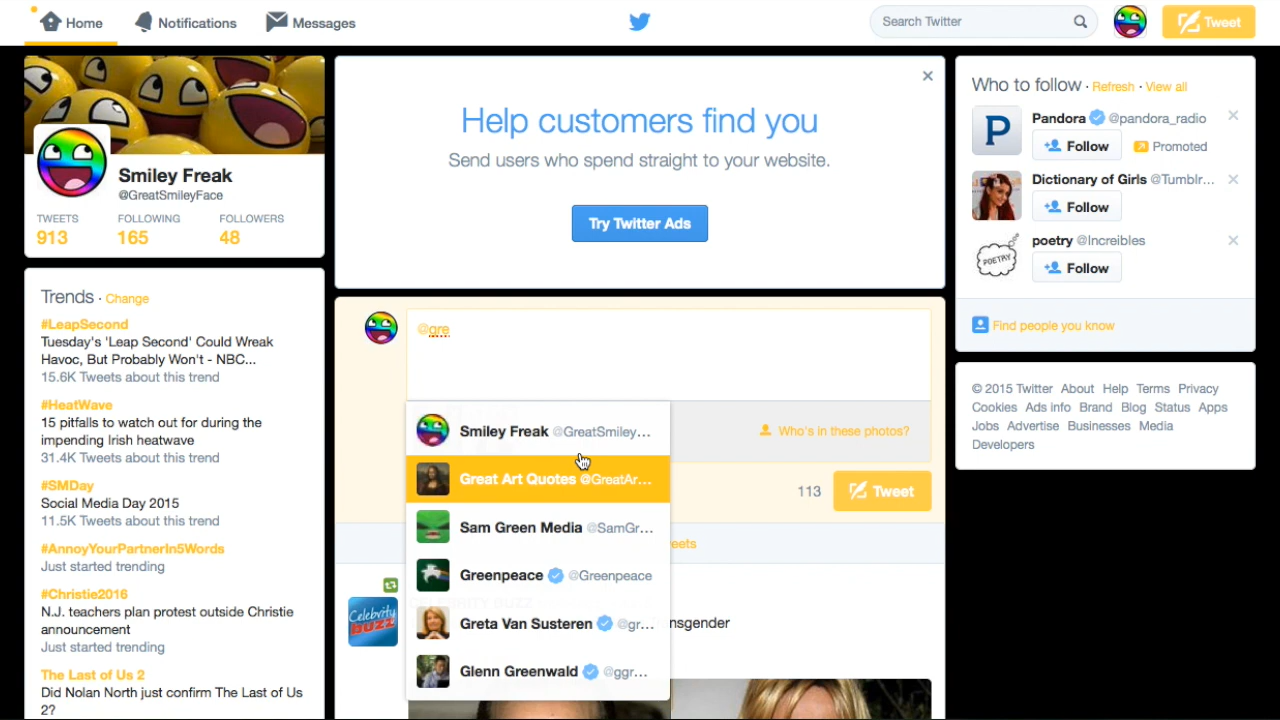 Home
Notifications
Messages
Search Twitter
Tweet
Smiley Freak
@GreatSmileyFace
TWEETS
FOLLOWING
FOLLOWERS
913
165
48
Trends · Change
#LeapSecond
Tuesday's 'Leap Second' Could Wreak
Havoc, But Probably Won't - NBC...
15.6K Tweets about this trend
#HeatWave
15 pitfalls to watch out for during the
impending Irish heatwave
31.4K Tweets about this trend
#SMDay
Social Media Day 2015
11.5K Tweets about this trend
#AnnoyYourPartnerIn5Words
Just started trending
#Christie2016
N.J. teachers plan protest outside Christie
announcement
Just started trending
The Last of Us 2
Did Nolan North just confirm The Last of Us
2?
Help customers find you
Send users who spend straight to your website.
Try Twitter Ads
@gre
Smiley Freak @GreatSmiley...
Great Art Quotes @GreatAr...
Sam Green Media @SamGr...
Greenpeace @Greenpeace
Greta Van Susteren @gr...
Glenn Greenwald @ggr...
Who's in these photos?
113
Tweet
eets
Celebrity
buzz
CELEBRITY BUZZ
nsgender
Who to follow · Refresh · View all
Pandora @pandora_radio
Follow
Promoted
Dictionary of Girls @Tumblr...
Follow
POETRY
poetry @Increibles
Follow
Find people you know
© 2015 Twitter About Help Terms Privacy
Cookies Ads info Brand Blog Status Apps
Jobs Advertise Businesses Media
Developers